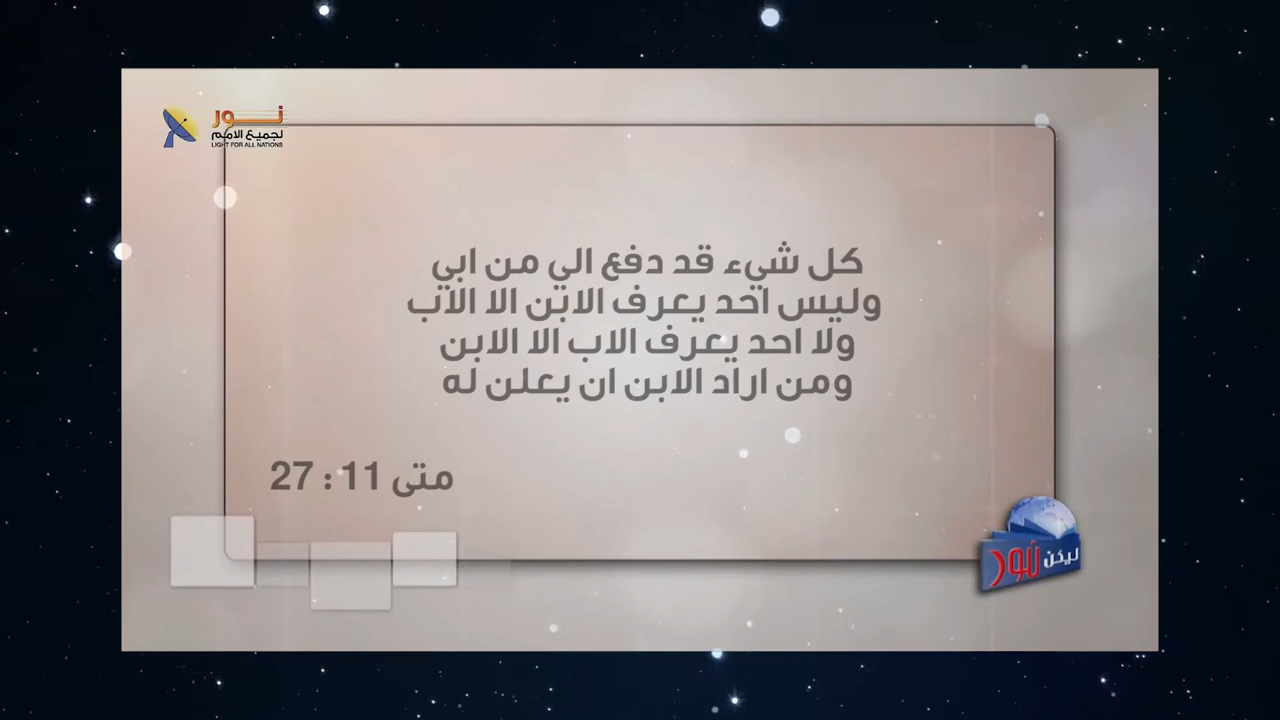 نور
لجميع الامم
LIGHT FOR ALL NATIONS
كل شيء قد دفع الي من ابي
وليس احد يعرف الابن الا الاب
ولا احد يعرف الاب الا الابن
ومن اراد الابن ان يعلن له
متى 11 : 27
ليكن نور